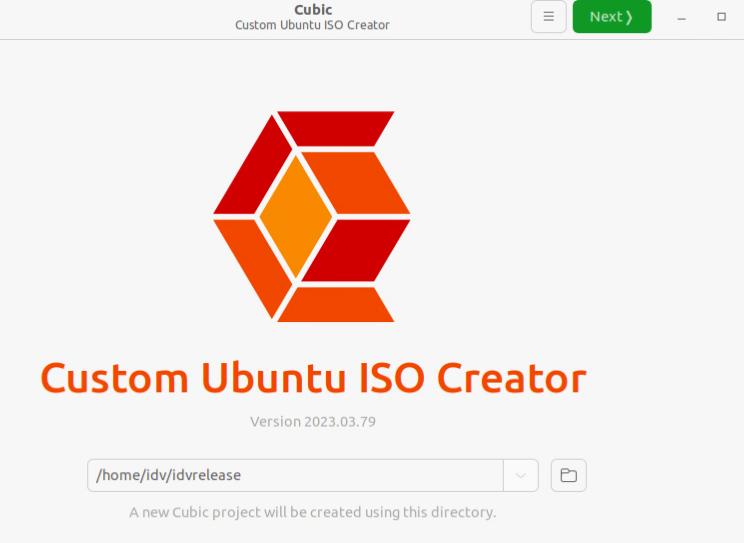 Cubic
Custom Ubuntu ISO Creator
Next ❭
Custom Ubuntu ISO Creator
Version 2023.03.79
/home/idv/idvrelease
A new Cubic project will be created using this directory.